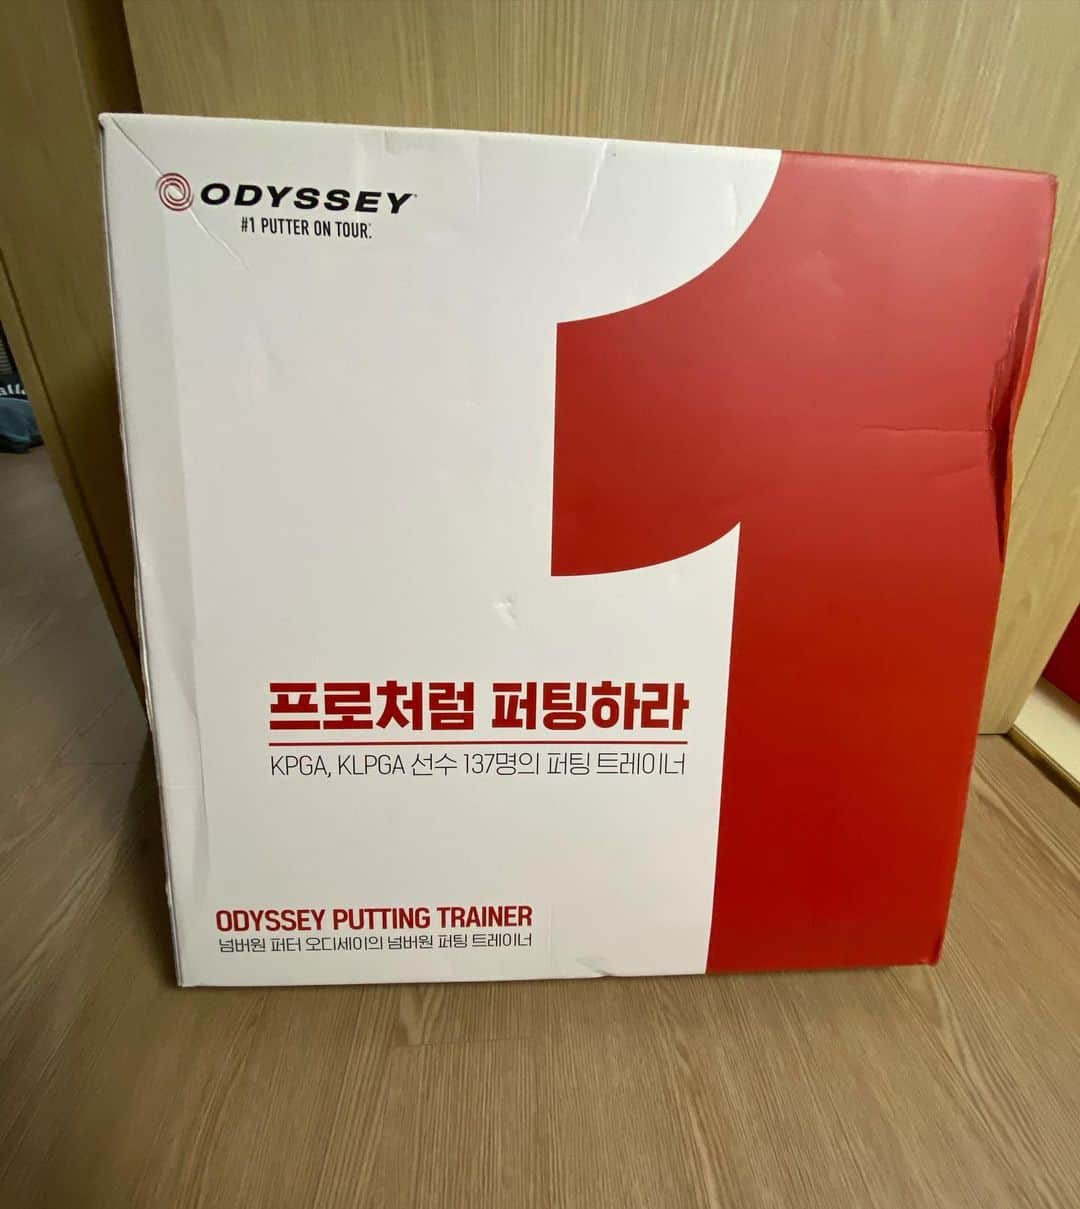 ODYSSEY
#1 PUTTER ON TOUR.
1
프로처럼 퍼팅하라
KPGA, KLPGA 선수 137명의 퍼팅 트레이너
ODYSSEY PUTTING TRAINER
넘버원 퍼터 오디세이의 넘버원 퍼팅 트레이너